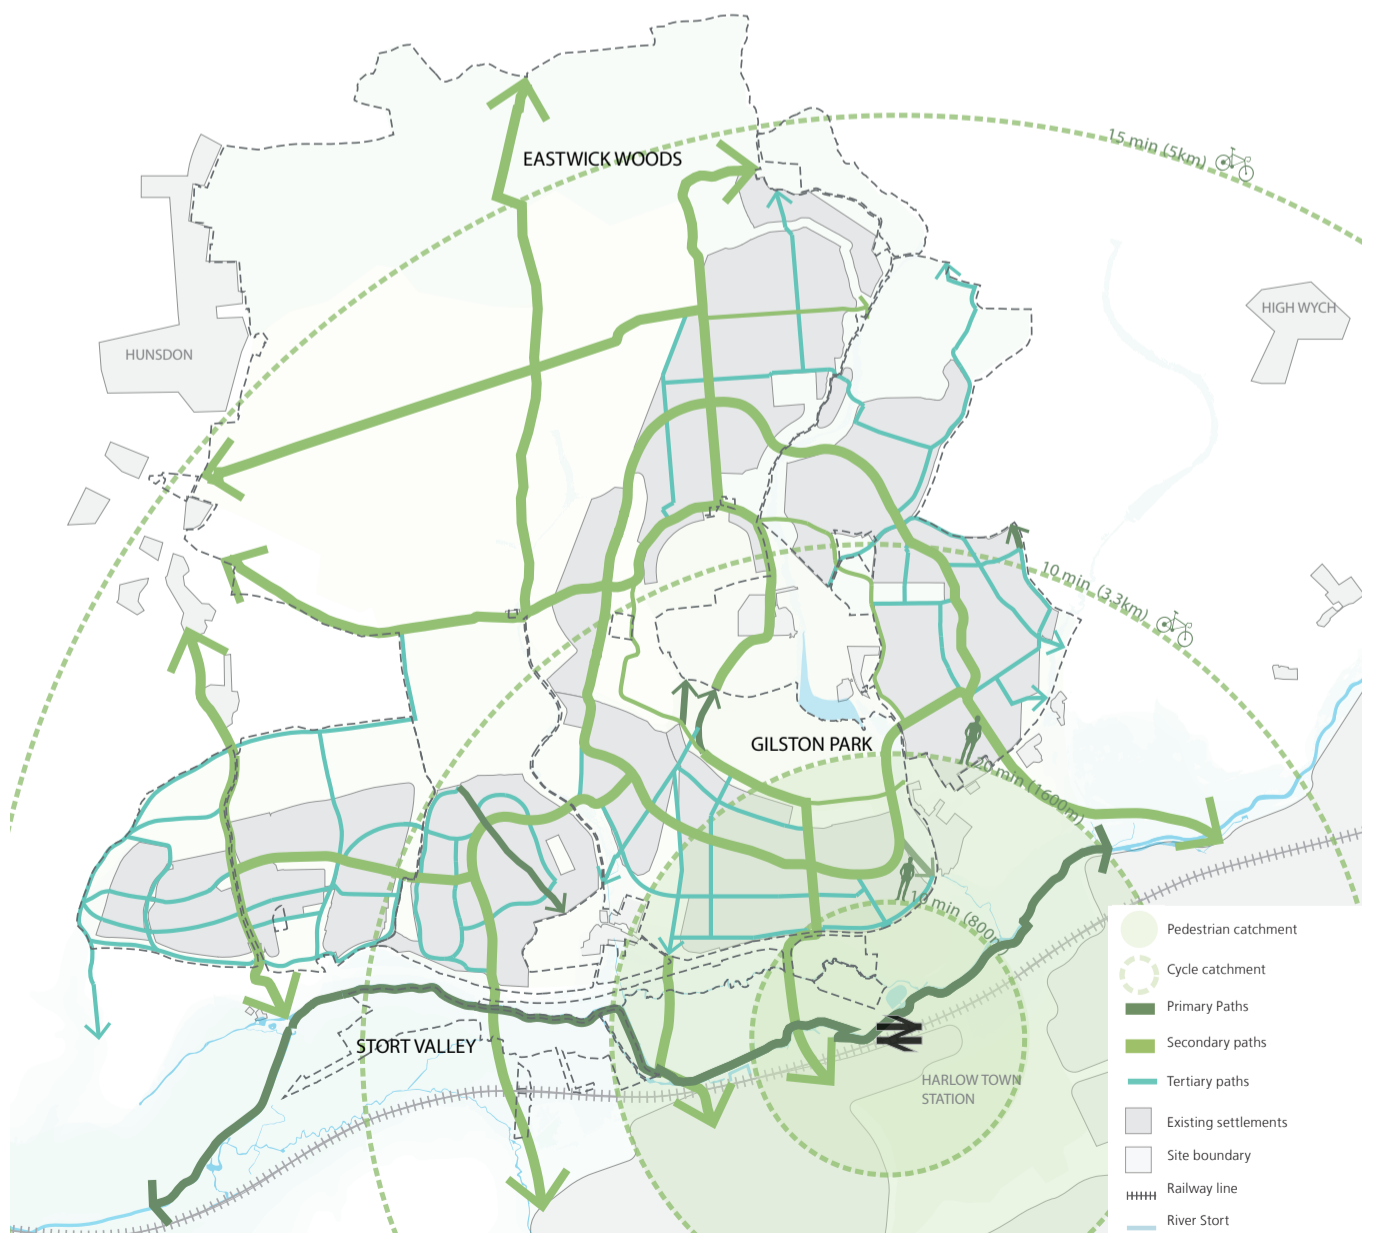 15 min (5km)
EASTWICK WOODS
HIGH WYCH
HUNSDON
10 min (3.3km)
GILSTON PARK
20 min (1600m)
10 min (800m
STORT VALLEY
HARLOW TOWN
STATION
Pedestrian catchment
Cycle catchment
Primary Paths
Secondary paths
Tertiary paths
Existing settlements
Site boundary
Railway line
River Stort